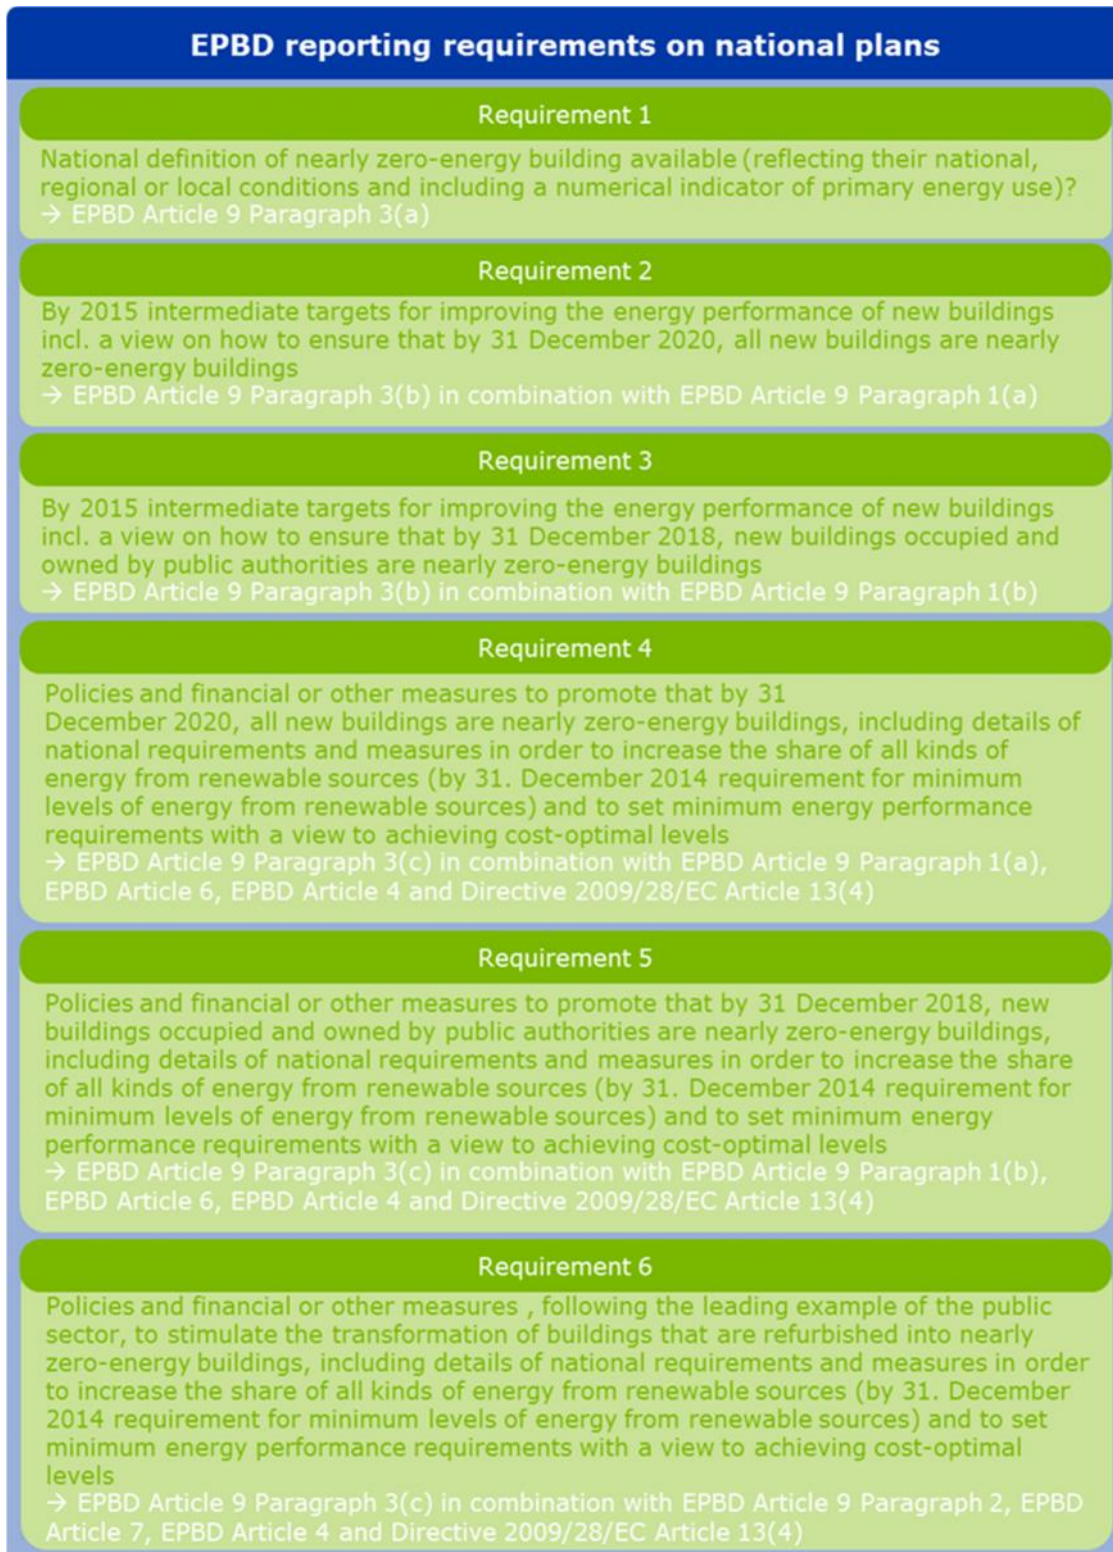 EPBD reporting requirements on national plans
Requirement 1
National definition of nearly zero-energy building available (reflecting their national,
regional or local conditions and including a numerical indicator of primary energy use)?
→ EPBD Article 9 Paragraph 3(a)
Requirement 2
By 2015 intermediate targets for improving the energy performance of new buildings
incl. a view on how to ensure that by 31 December 2020, all new buildings are nearly
zero-energy buildings
→ EPBD Article 9 Paragraph 3(b) in combination with EPBD Article 9 Paragraph 1(a)
Requirement 3
By 2015 intermediate targets for improving the energy performance of new buildings
incl. a view on how to ensure that by 31 December 2018, new buildings occupied and
owned by public authorities are nearly zero-energy buildings
→ EPBD Article 9 Paragraph 3(b) in combination with EPBD Article 9 Paragraph 1(b)
Requirement 4
Policies and financial or other measures to promote that by 31
December 2020, all new buildings are nearly zero-energy buildings, including details of
national requirements and measures in order to increase the share of all kinds of
energy from renewable sources (by 31. December 2014 requirement for minimum
levels of energy from renewable sources) and to set minimum energy performance
requirements with a view to achieving cost-optimal levels
→ EPBD Article 9 Paragraph 3(c) in combination with EPBD Article 9 Paragraph 1(a),
EPBD Article 6, EPBD Article 4 and Directive 2009/28/EC Article 13(4)
Requirement 5
Policies and financial or other measures to promote that by 31 December 2018, new
buildings occupied and owned by public authorities are nearly zero-energy buildings,
including details of national requirements and measures in order to increase the share
of all kinds of energy from renewable sources (by 31. December 2014 requirement for
minimum levels of energy from renewable sources) and to set minimum energy
performance requirements with a view to achieving cost-optimal levels
→ EPBD Article 9 Paragraph 3(c) in combination with EPBD Article 9 Paragraph 1(b),
EPBD Article 6, EPBD Article 4 and Directive 2009/28/EC Article 13(4)
Requirement 6
Policies and financial or other measures , following the leading example of the public
sector, to stimulate the transformation of buildings that are refurbished into nearly
zero-energy buildings, including details of national requirements and measures in order
to increase the share of all kinds of energy from renewable sources (by 31. December
2014 requirement for minimum levels of energy from renewable sources) and to set
minimum energy performance requirements with a view to achieving cost-optimal
levels
→ EPBD Article 9 Paragraph 3(c) in combination with EPBD Article 9 Paragraph 2, EPBD
Article 7, EPBD Article 4 and Directive 2009/28/EC Article 13(4)